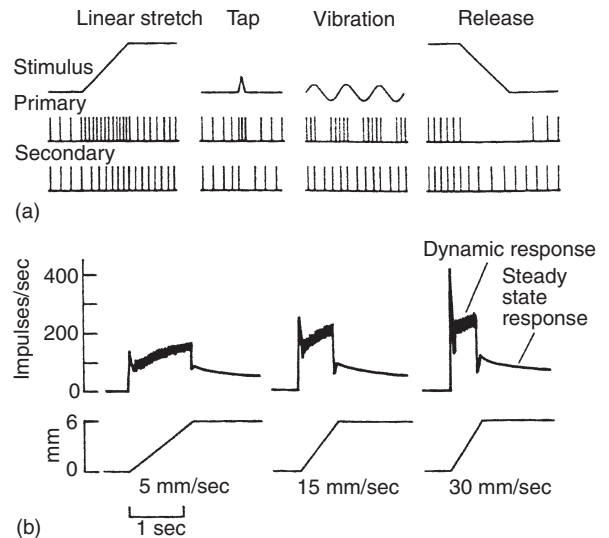 Linear stretch Tap Vibration Release
Stimulus
Primary
Secondary
(a)
Impulses/sec
400
200
0
Dynamic response
Steady
state
response
mm
6
0
5 mm/sec 15 mm/sec 30 mm/sec
1 sec
(b)